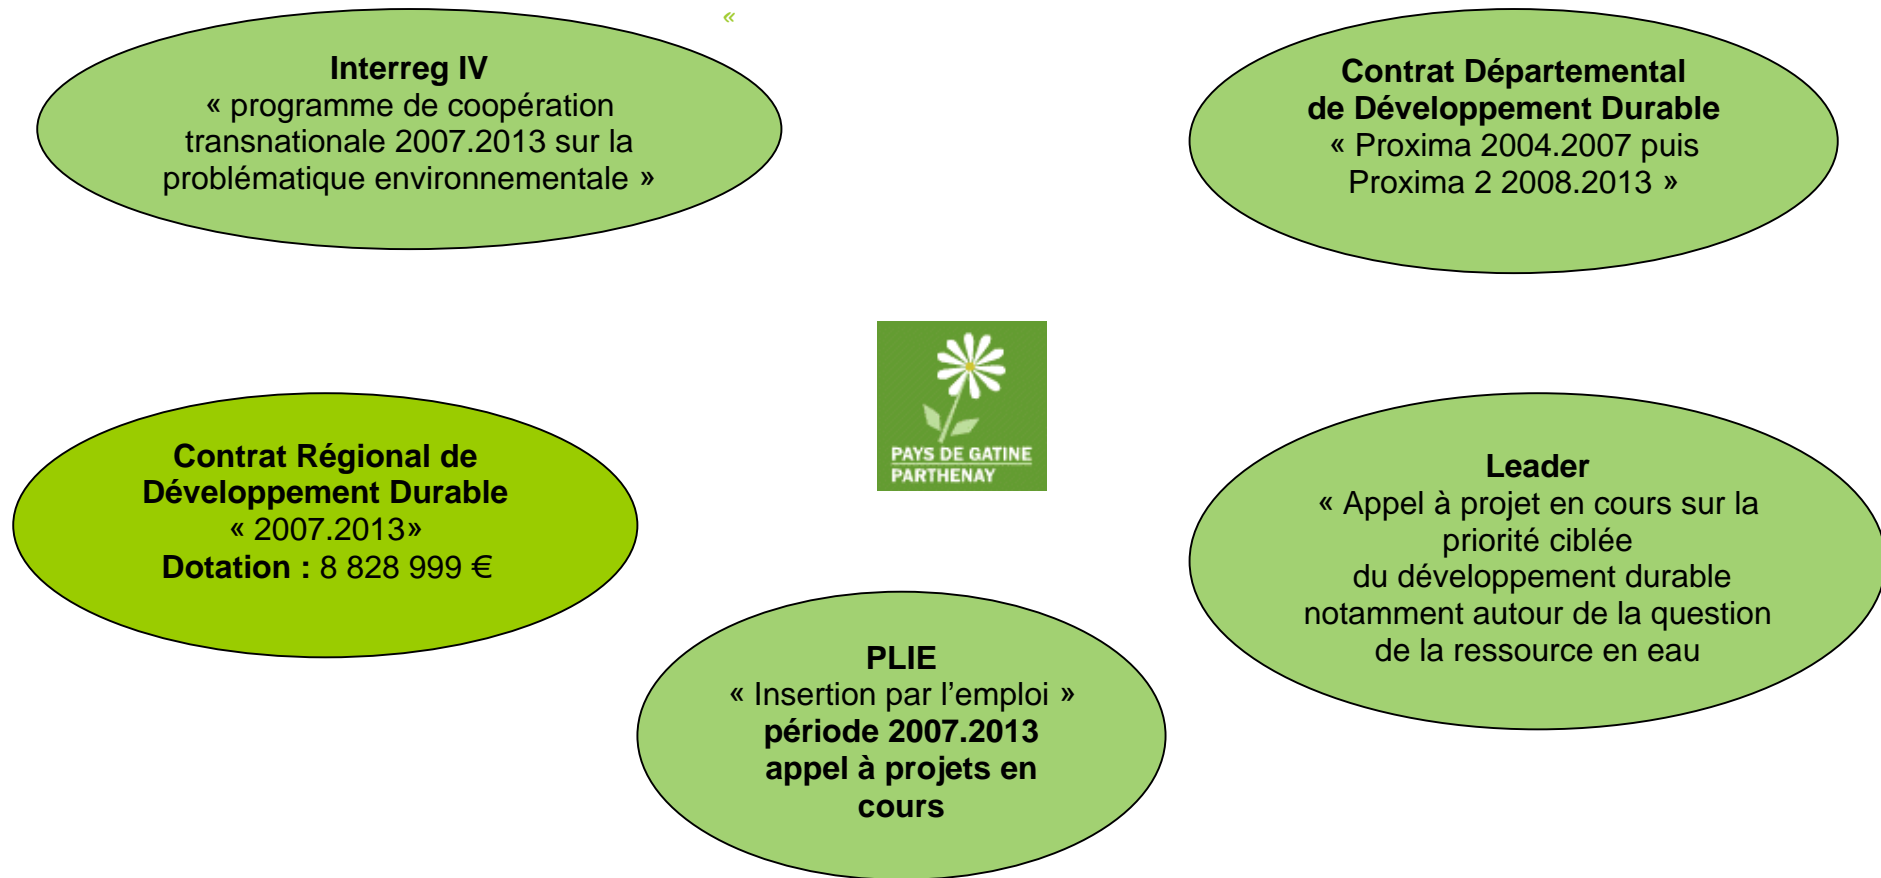 «
Interreg IV
« programme de coopération
transnationale 2007.2013 sur la
problématique environnementale »
Contrat Départemental
de Développement Durable
« Proxima 2004.2007 puis
Proxima 2 2008.2013 »
PAYS DE GATINE
PARTHENAY
Contrat Régional de
Développement Durable
« 2007.2013»
Dotation : 8 828 999 €
Leader
« Appel à projet en cours sur la
priorité ciblée
du développement durable
notamment autour de la question
de la ressource en eau
PLIE
« Insertion par l’emploi »
période 2007.2013
appel à projets en
cours